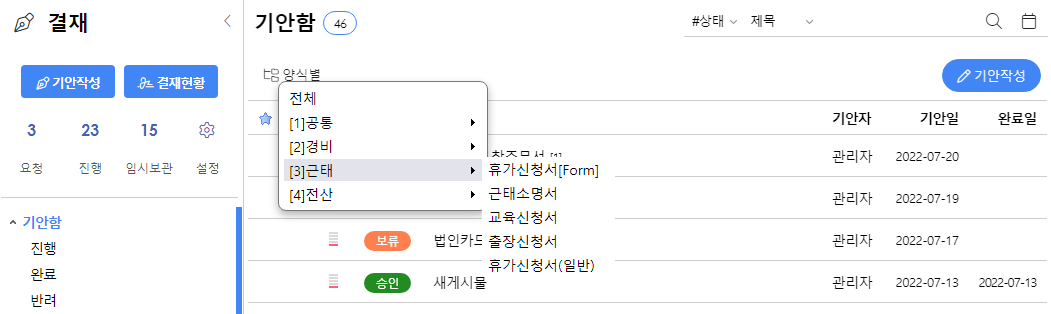 결재
기안작성
결재현황
3
23
15
요청
진행
임시보관
설정
기안함
진행
완료
반려
기안함 46
#상태 제목
양식별
기안작성
기안자 기안일 완료일
전체
[1]공통
[2]경비
[3]근태
[4]전산
휴가신청서[Form]
근태소명서
교육신청서
출장신청서
휴가신청서(일반)
관리자 2022-07-20
관리자 2022-07-19
보류 법인카드 관리자 2022-07-17
승인 새게시물 관리자 2022-07-13 2022-07-13